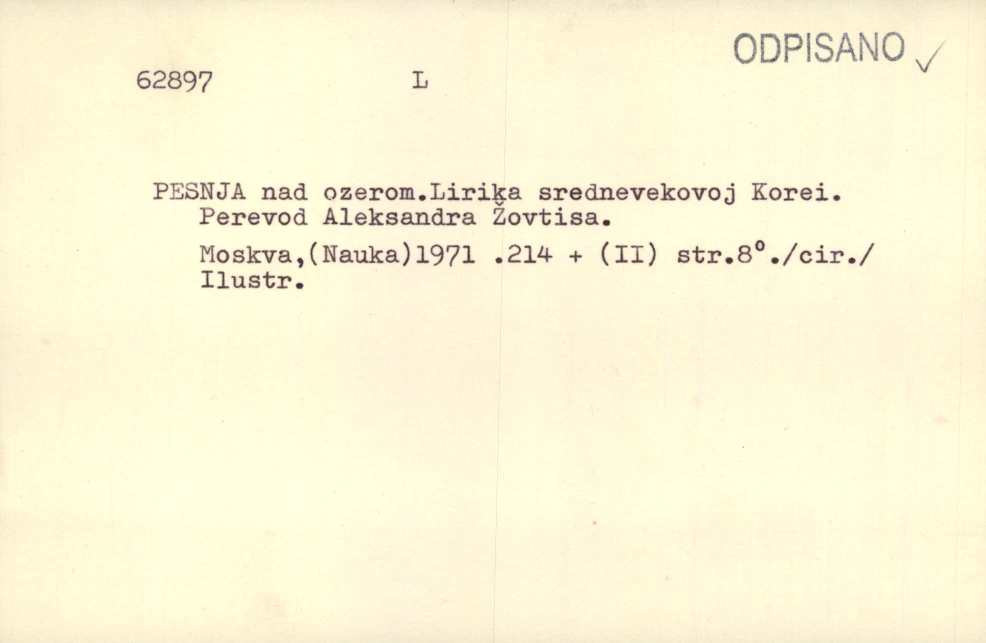 ODPISANO ✓
62897 L
PESNJA nad ozerom.Lirika srednevekovoj Korei.
Perevod Aleksandra Žovtisa.
Moskva,(Nauka)1971 .214 + (II) str.8°./cir./
Ilustr.